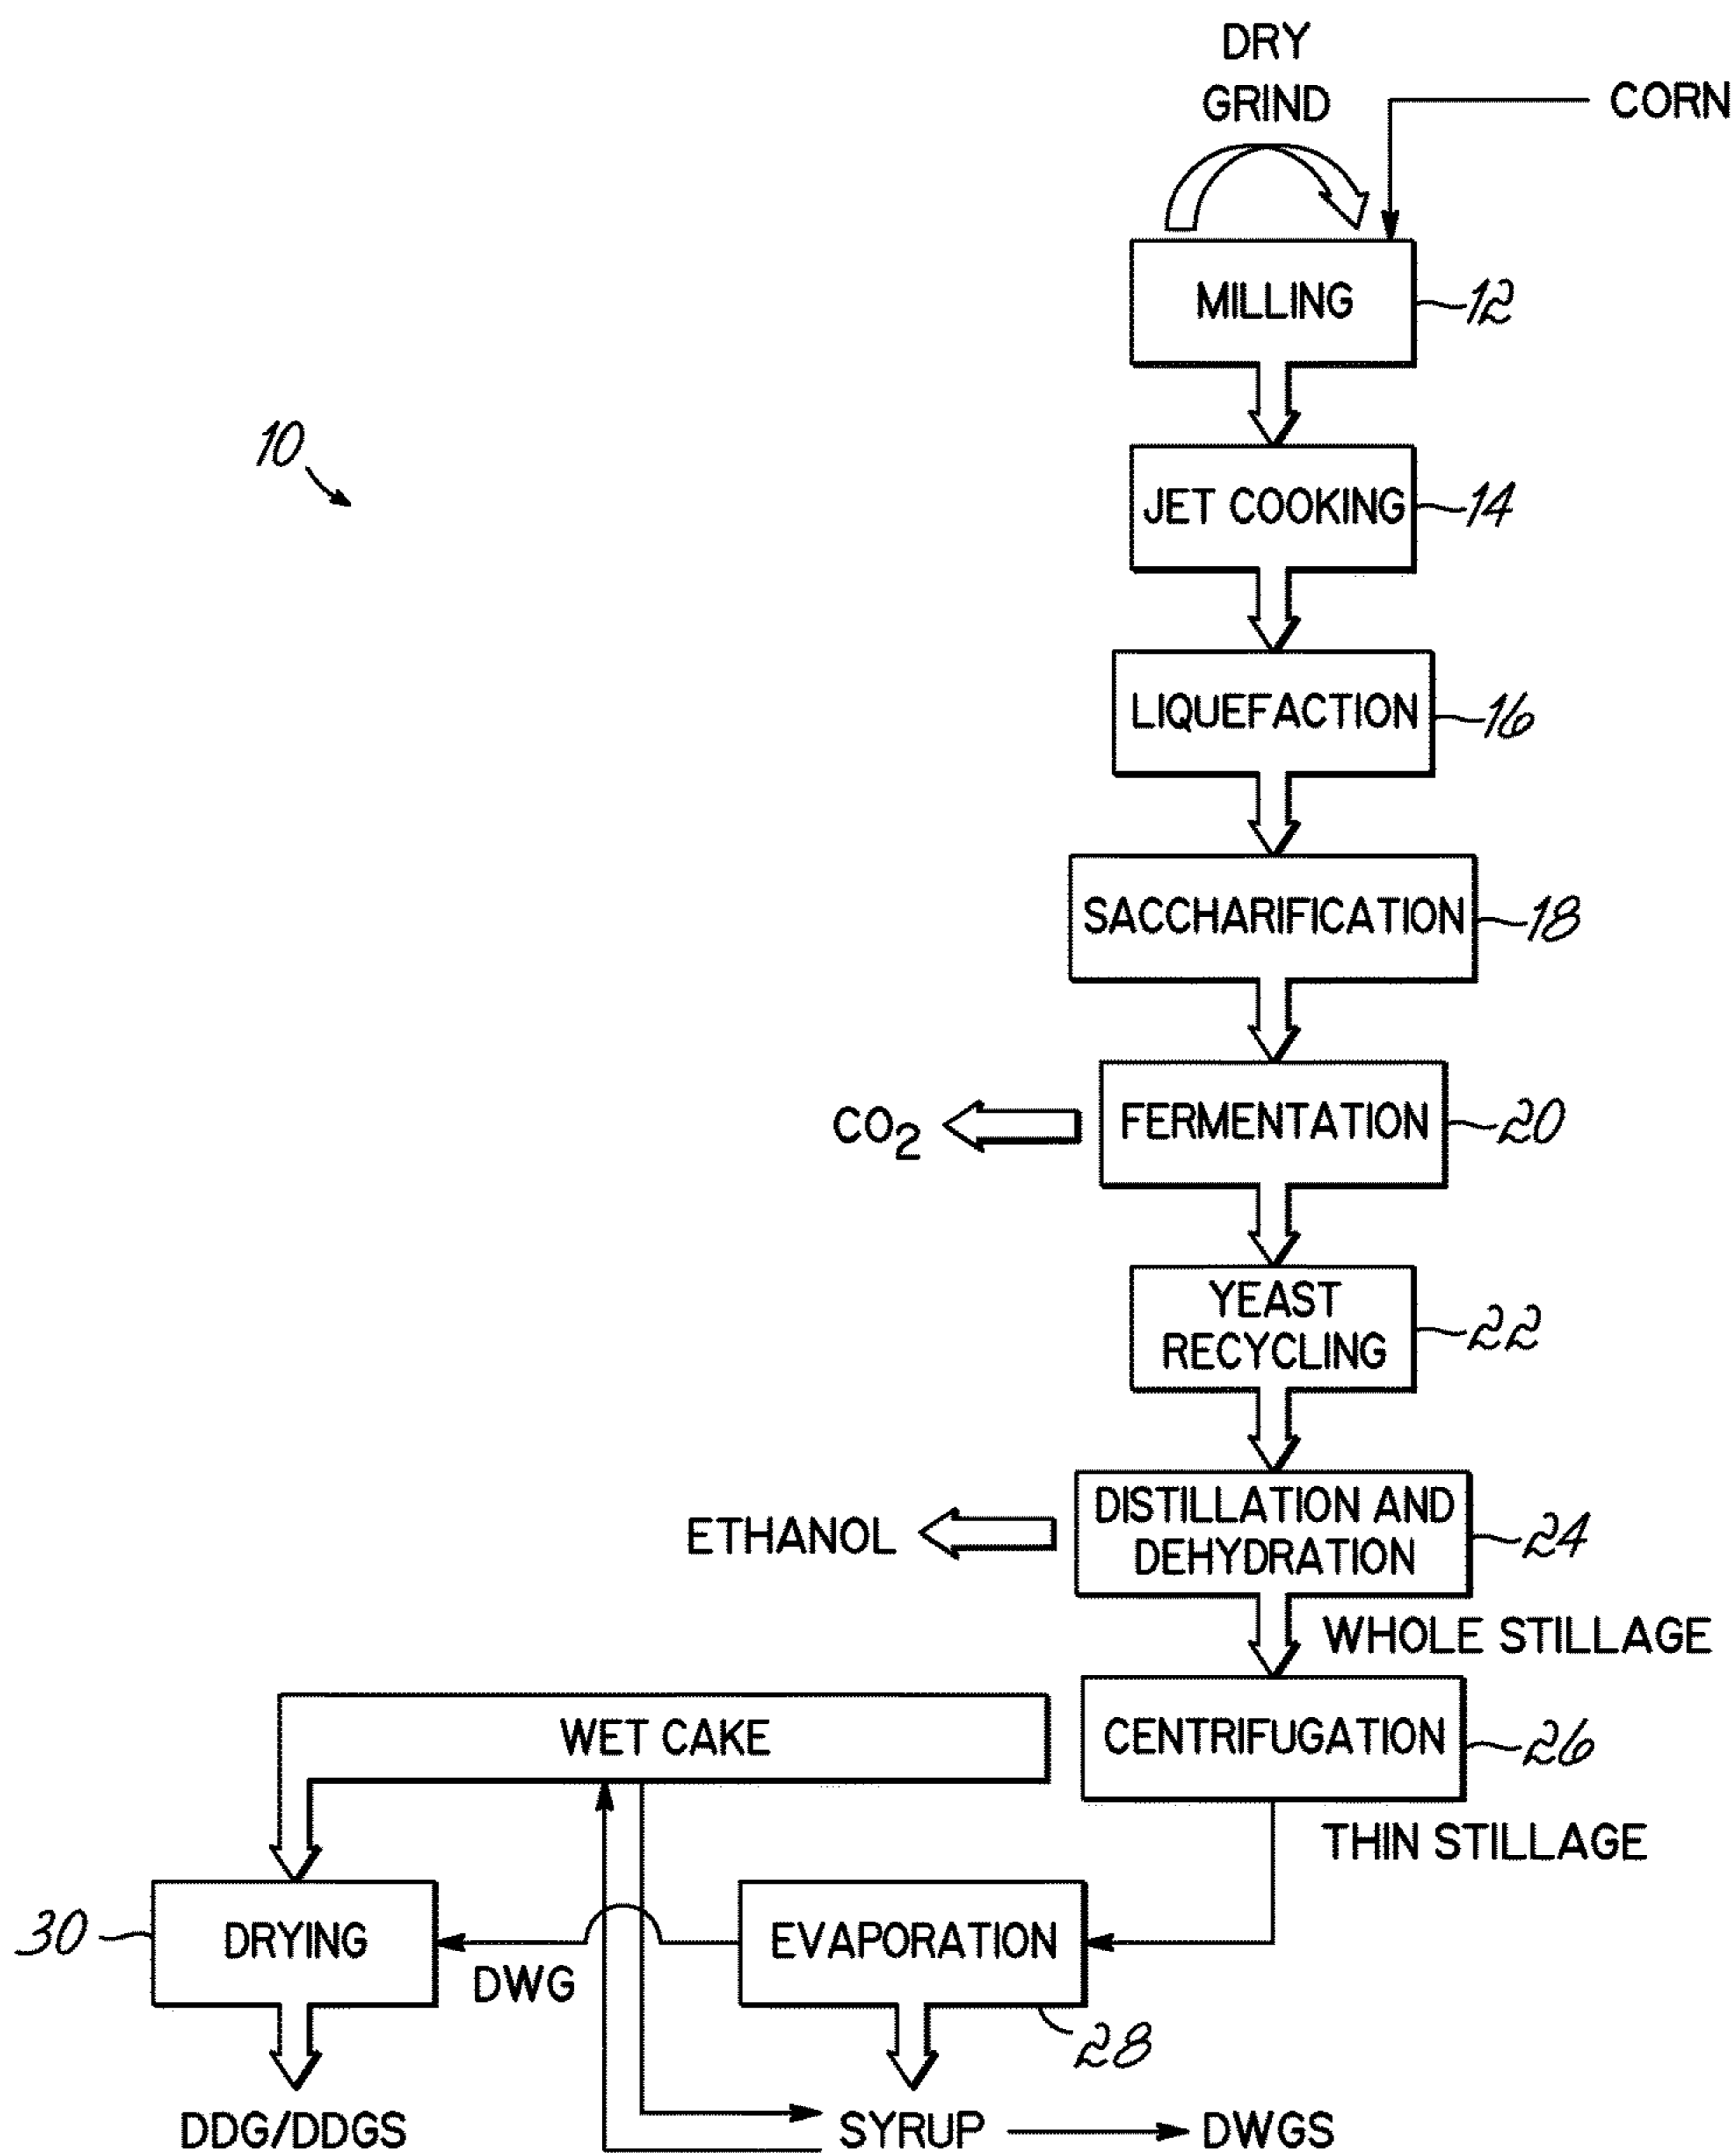 DRY
GRIND
CORN
MILLING
12
10
JET COOKING
14
LIQUEFACTION
16
SACCHARIFICATION
18
CO2
FERMENTATION
20
YEAST
RECYCLING
22
ETHANOL
DISTILLATION AND
DEHYDRATION
24
WHOLE STILLAGE
WET CAKE
CENTRIFUGATION
26
THIN STILLAGE
30
DRYING
DWG
EVAPORATION
28
DDG/DDGS
SYRUP
DWGS